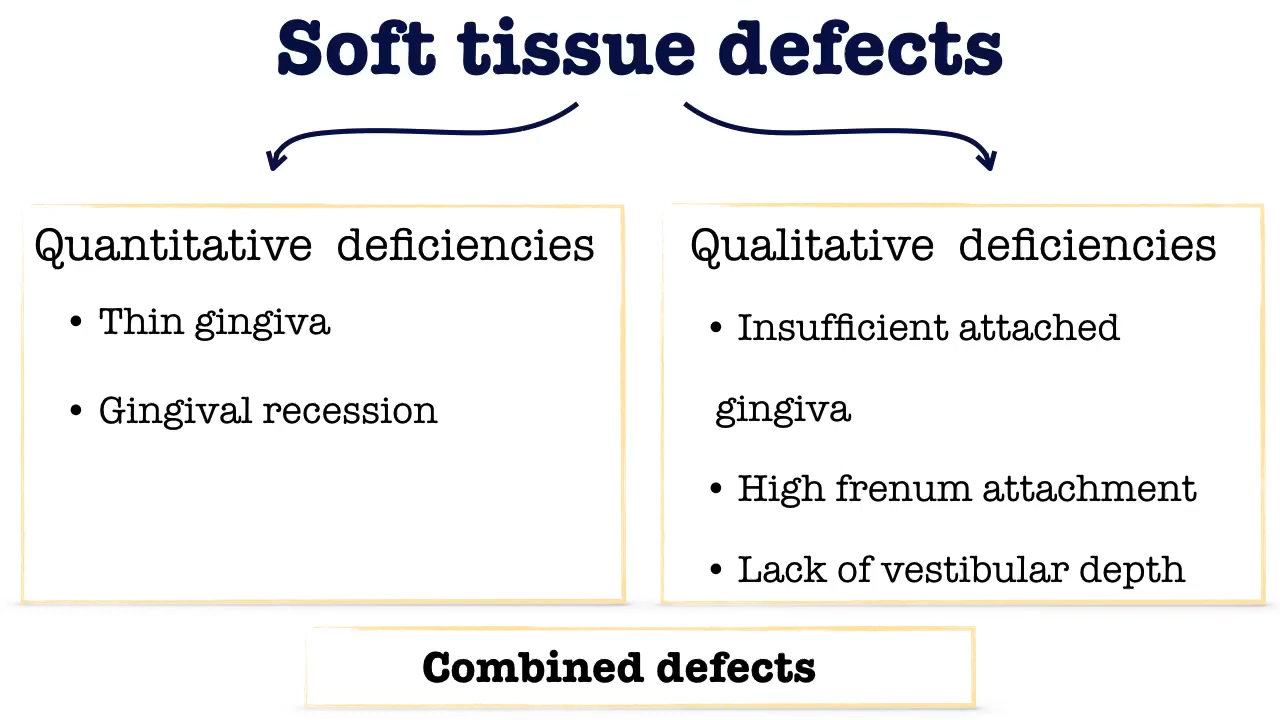 Soft tissue defects
Quantitative deficiencies
• Thin gingiva
• Gingival recession
Qualitative deficiencies
• Insufficient attached
gingiva
• High frenum attachment
• Lack of vestibular depth
Combined defects